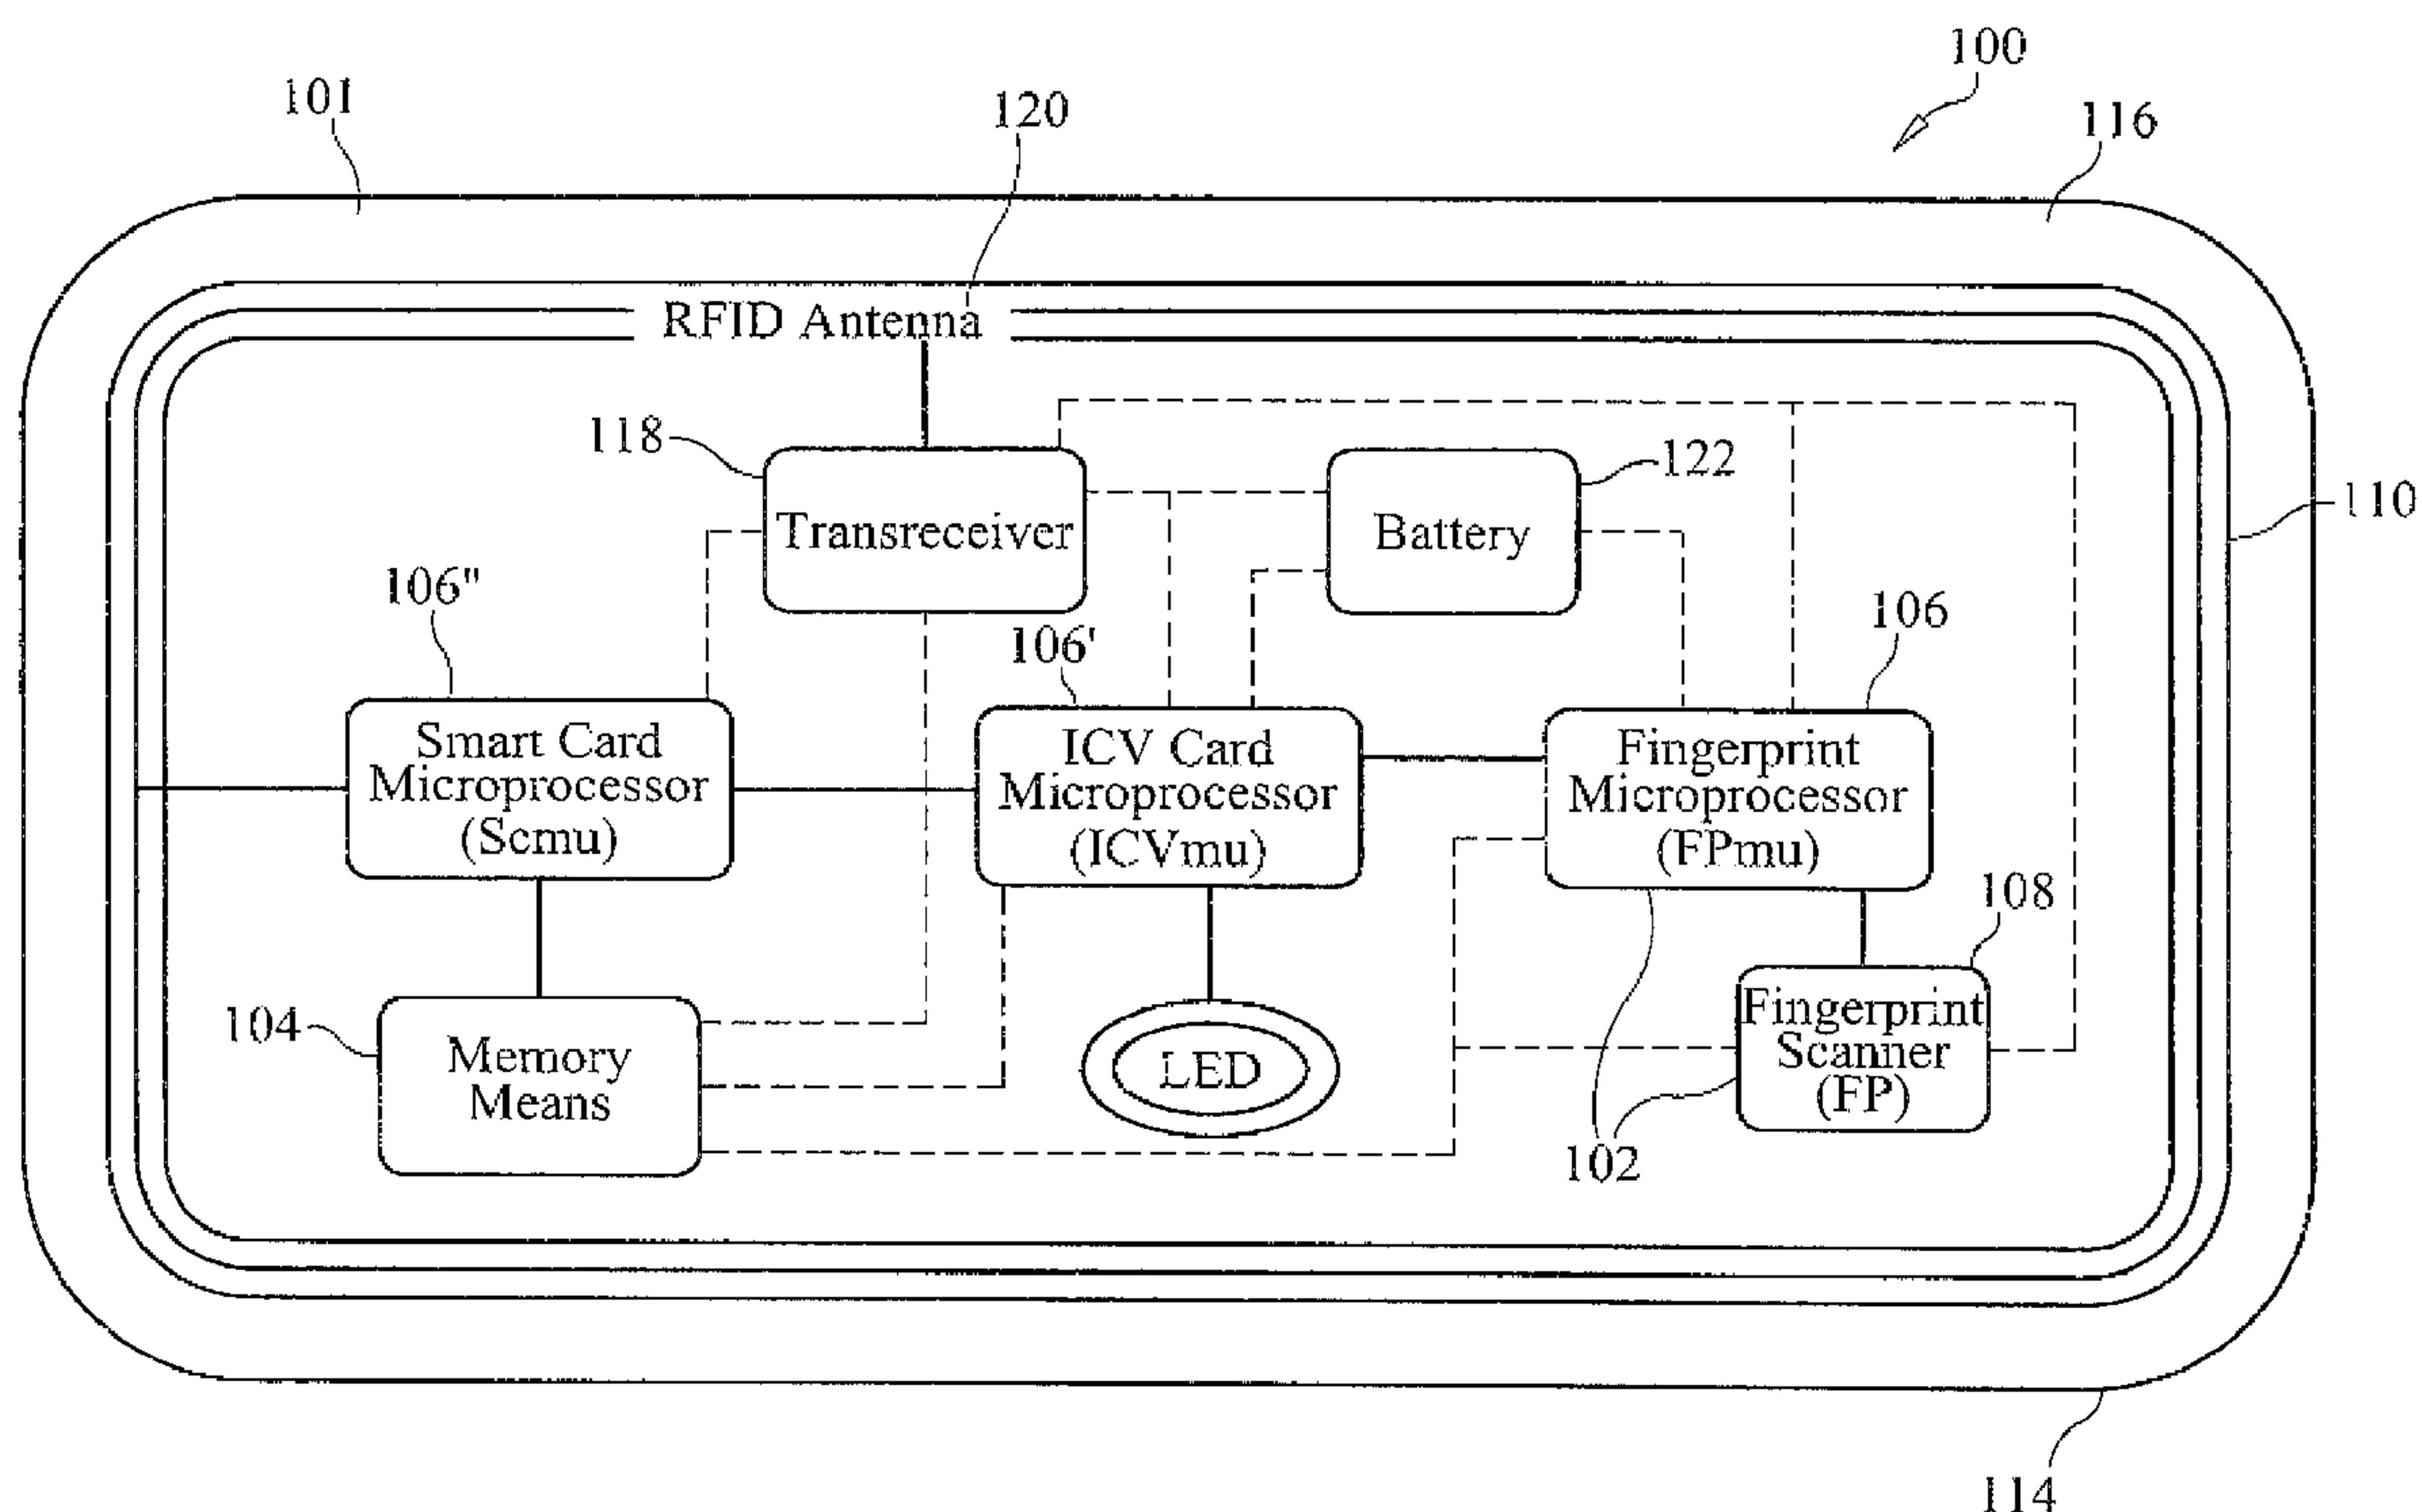 100
101
120
116
RFID Antenna
118
122
Transreceiver
Battery
110
106"
106'
106
Smart Card
Microprocessor
(Scmu)
ICV Card
Microprocessor
(ICVmu)
Fingerprint
Microprocessor
(FPmu)
108
104
Memory
Means
LED
Fingerprint
Scanner
(FP)
102
114